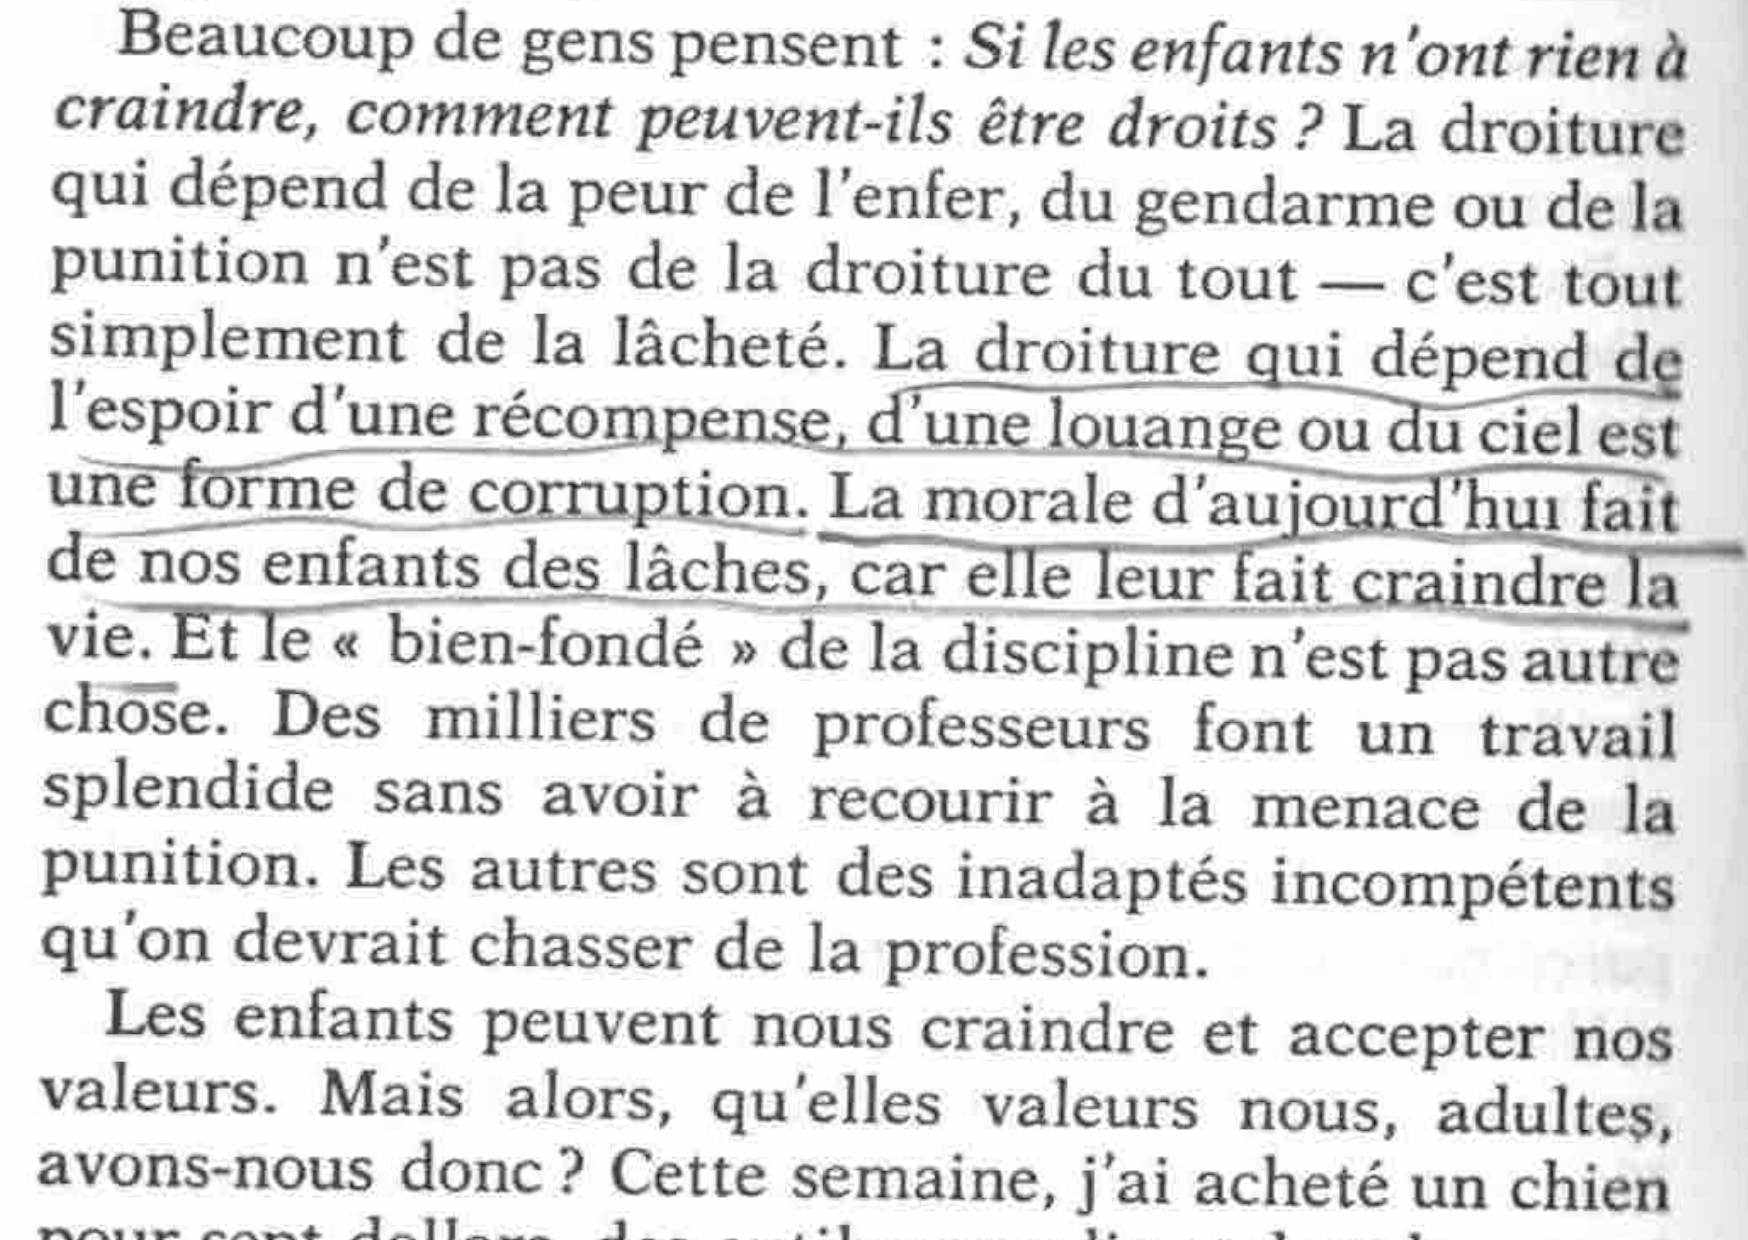 Beaucoup de gens pensent : Si les enfants n'ont rien à
craindre, comment peuvent-ils être droits ? La droiture
qui dépend de la peur de l'enfer, du gendarme ou de la
punition n'est pas de la droiture du tout — c'est tout
simplement de la lâcheté. La droiture qui dépend de
l'espoir d'une récompense, d'une louange ou du ciel est
une forme de corruption. La morale d'aujourd'hui fait
de nos enfants des lâches, car elle leur fait craindre la
vie. Et le « bien-fondé » de la discipline n'est pas autre
chose. Des milliers de professeurs font un travail
splendide sans avoir à recourir à la menace de la
punition. Les autres sont des inadaptés incompétents
qu'on devrait chasser de la profession.
Les enfants peuvent nous craindre et accepter nos
valeurs. Mais alors, qu'elles valeurs nous, adultes,
avons-nous donc ? Cette semaine, j'ai acheté un chien
pour sept dollars, des